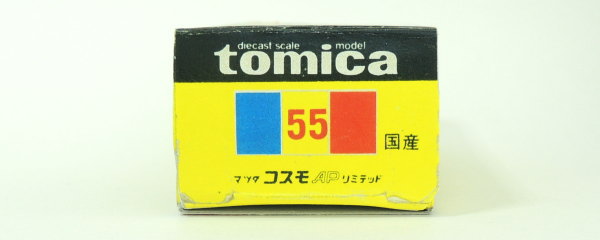 diecast scale model
tomica
55
国産
マツダ コスモ AP リミテッド